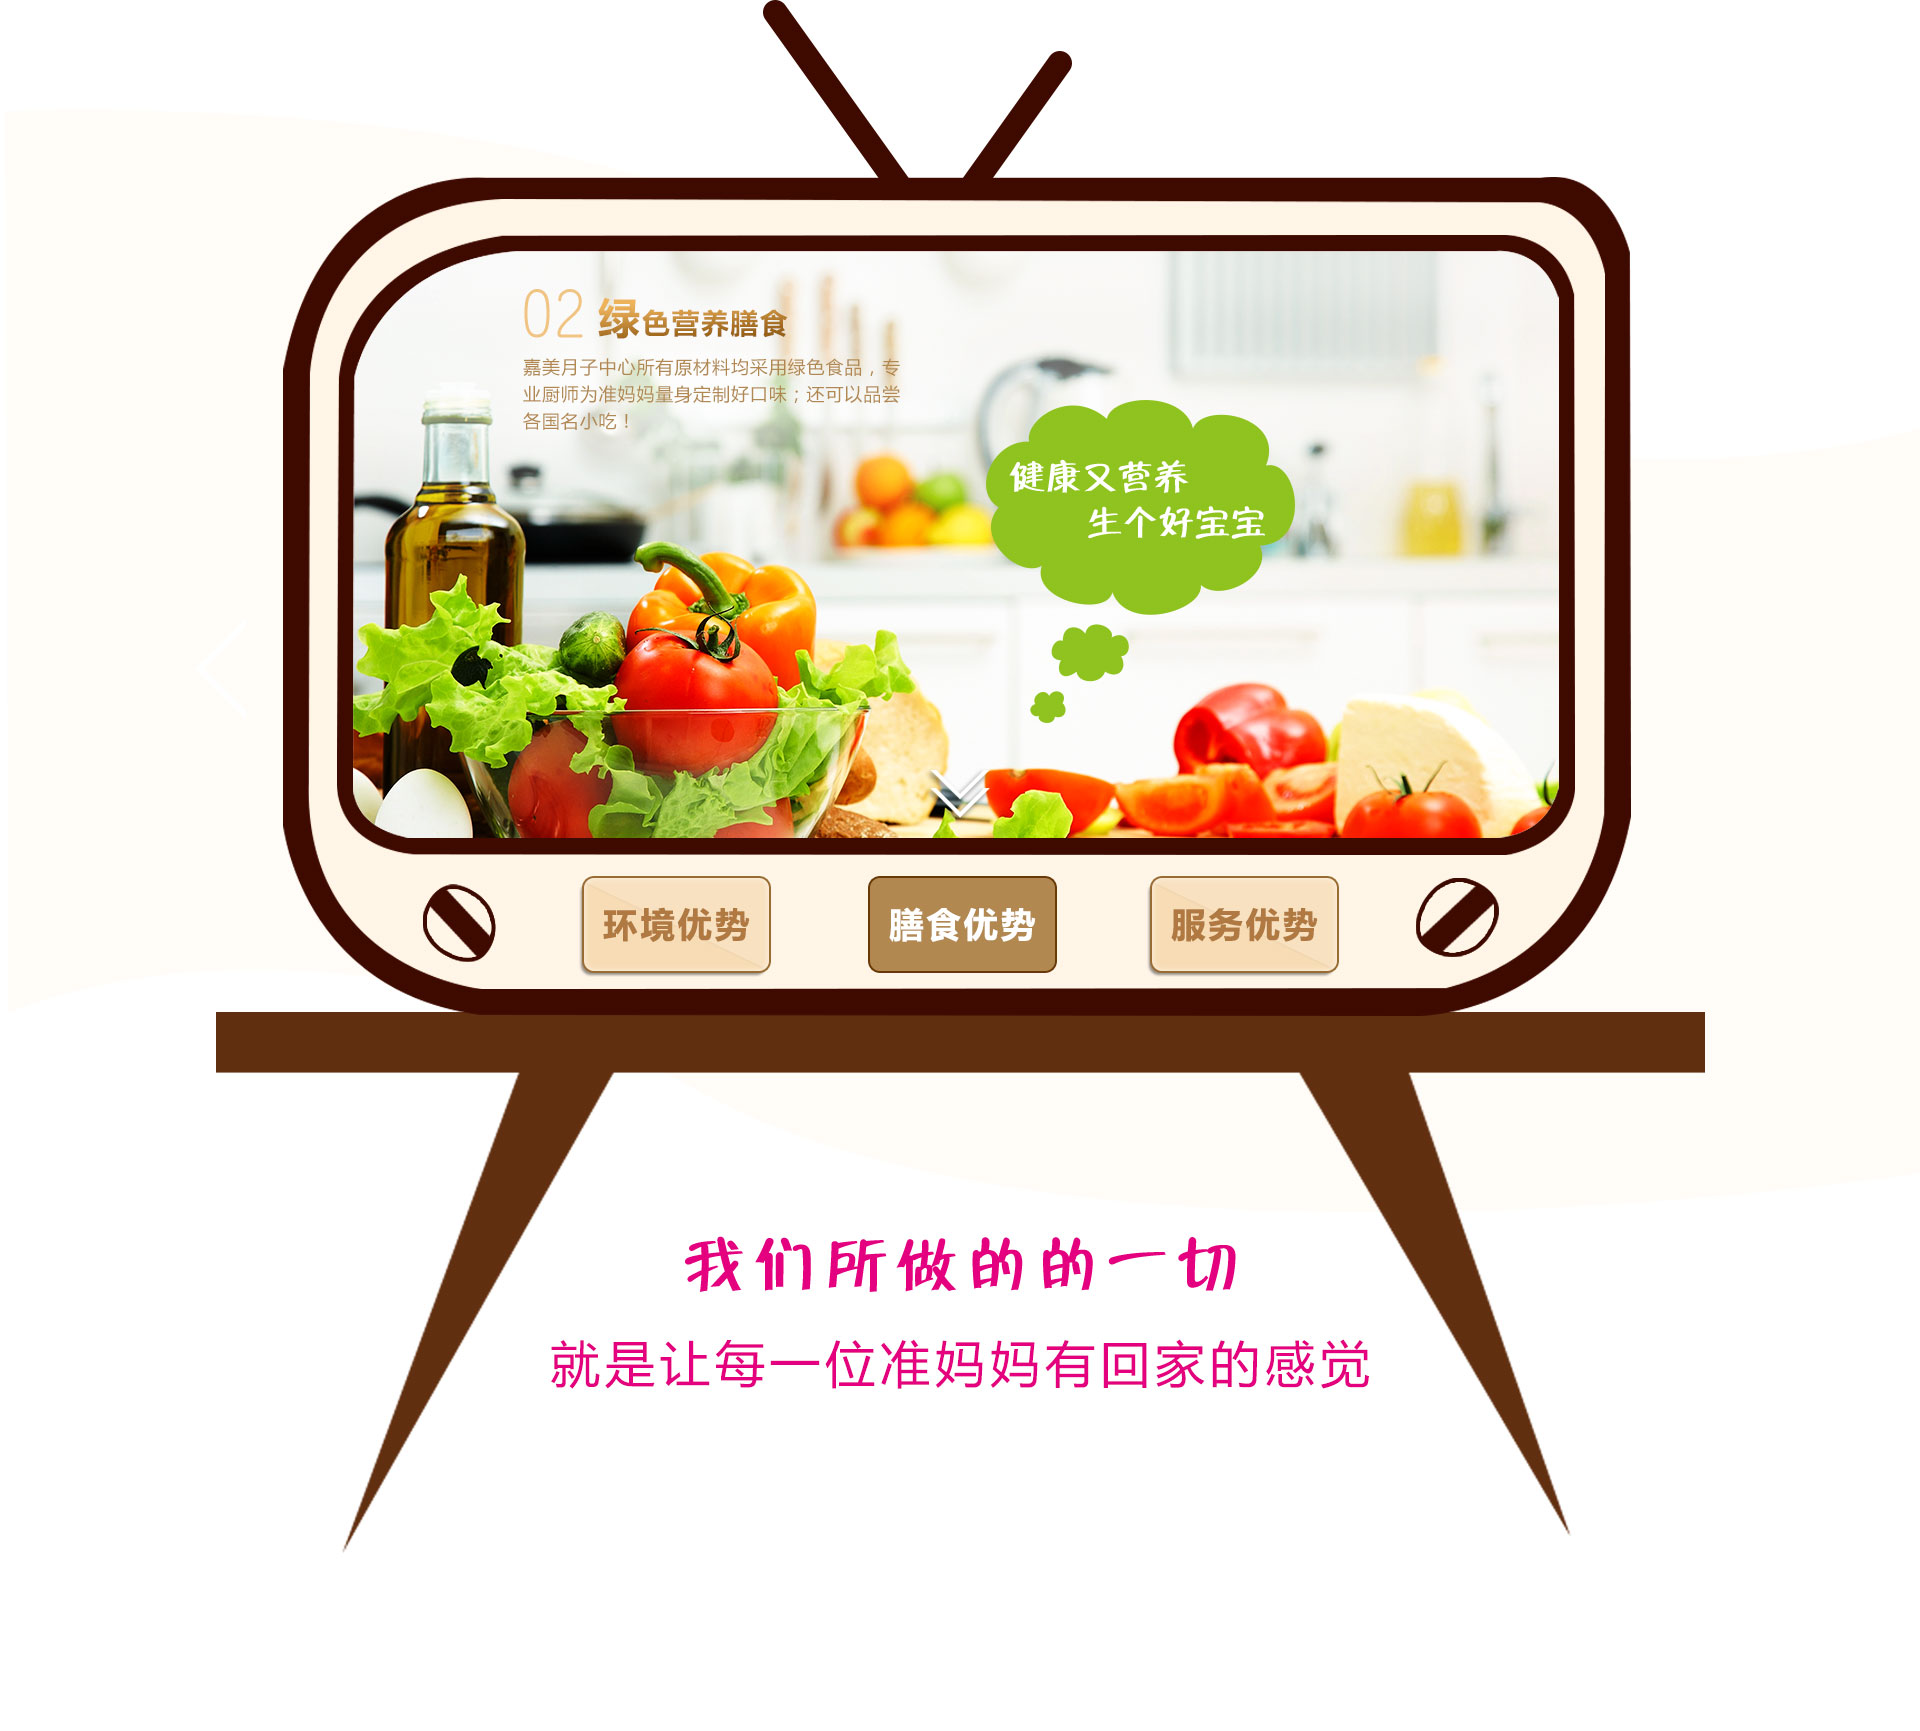 02 绿色营养膳食
嘉美月子中心所有原材料均采用绿色食品，专
业厨师为准妈妈量身定制好口味；还可以品尝
各国名小吃！
健康又营养
生个好宝宝
环境优势
膳食优势
服务优势
我们所做的的一切
就是让每一位准妈妈有回家的感觉